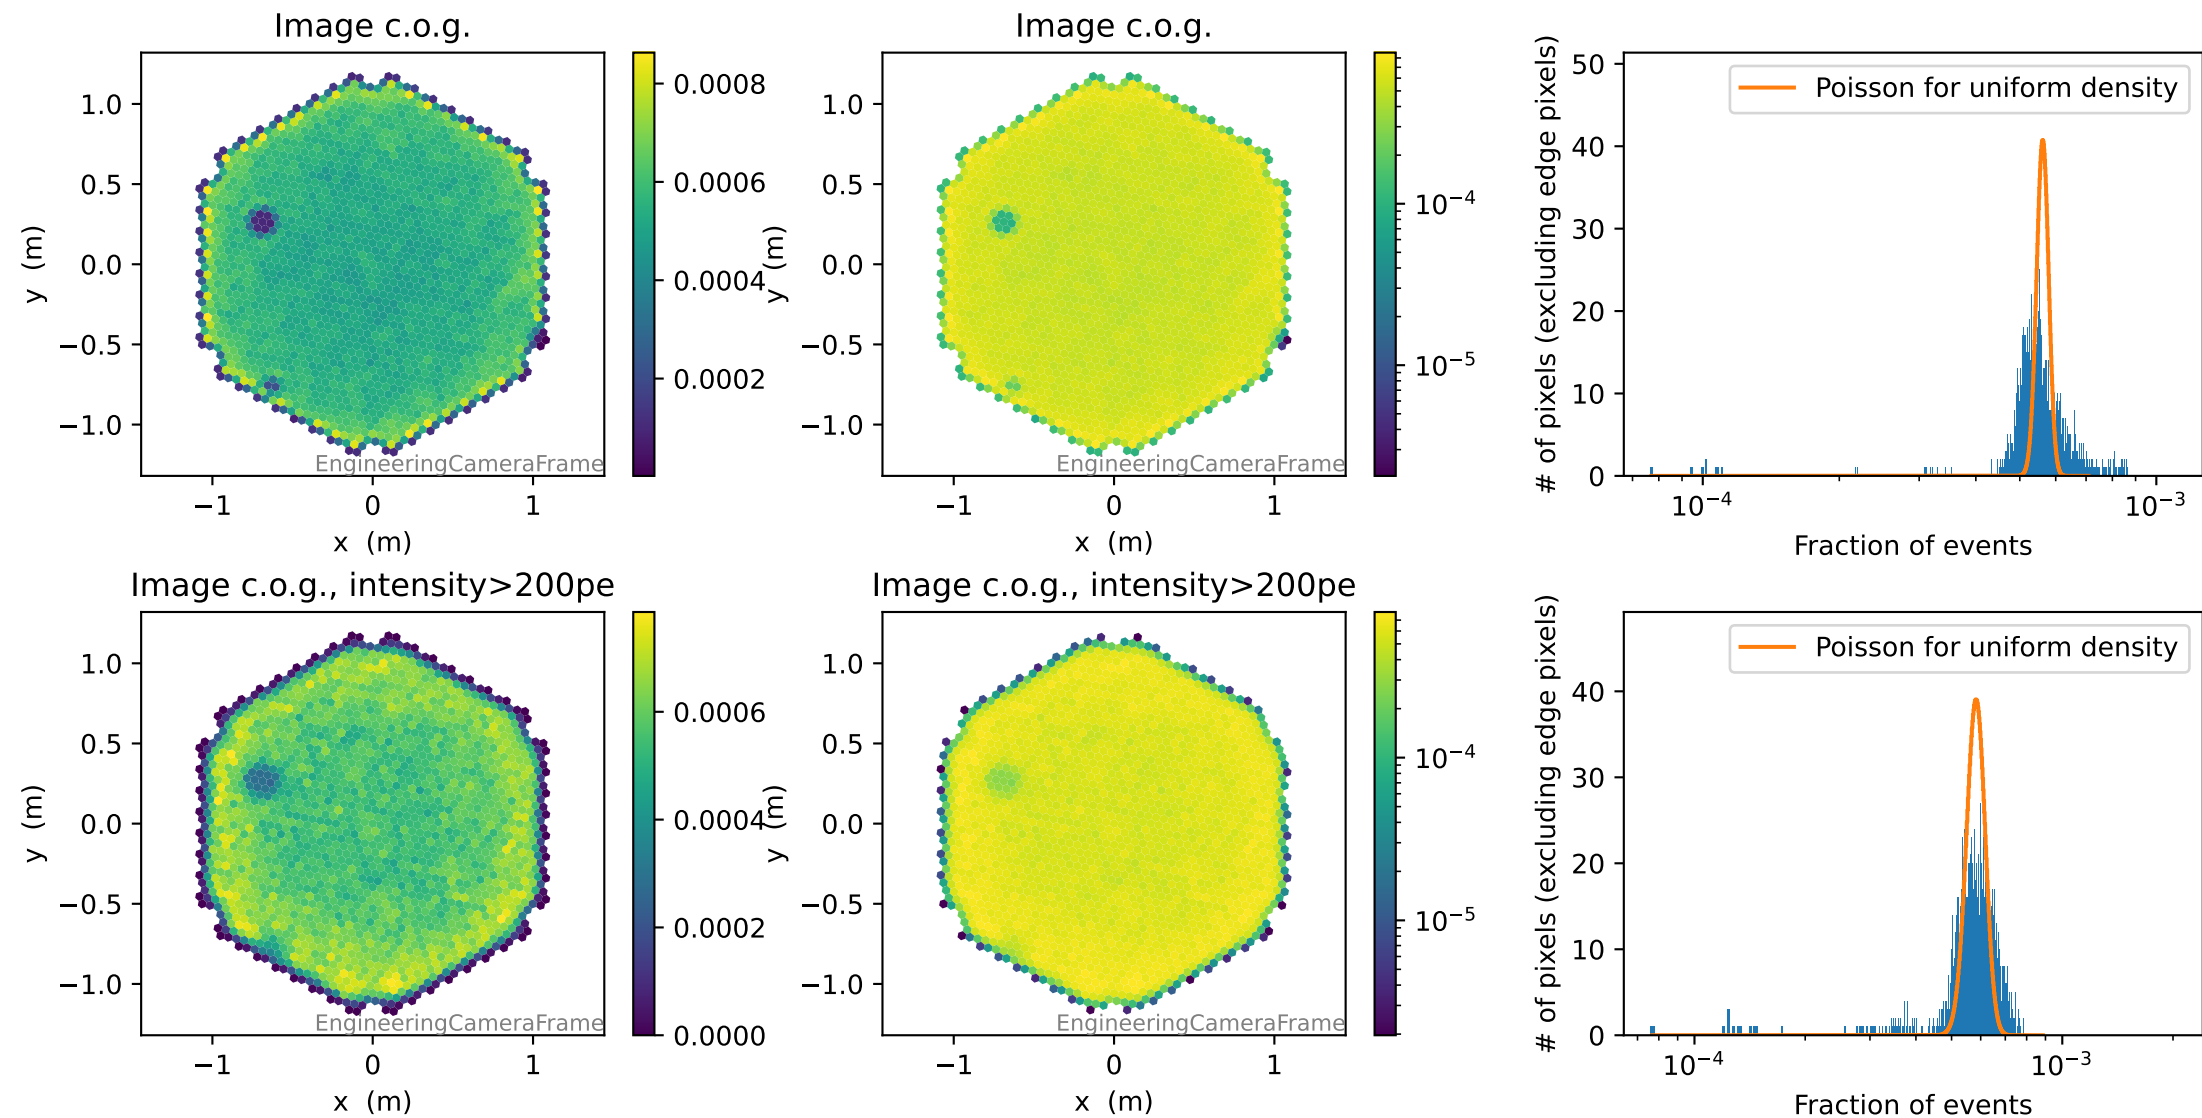 Image c.o.g.
1.0
0.5
0.0
−0.5
−1.0
y (m)
−1
0
1
x (m)
EngineeringCameraFrame
0.0008
0.0006
0.0004
0.0002
Image c.o.g.
1.0
0.5
0.0
−0.5
−1.0
y (m)
−1
0
1
x (m)
EngineeringCameraFrame
10⁻⁴
10⁻⁵
Poisson for uniform density
50
40
30
20
10
0
# of pixels (excluding edge pixels)
10⁻⁴
10⁻³
Fraction of events
Image c.o.g., intensity>200pe
1.0
0.5
0.0
−0.5
−1.0
y (m)
−1
0
1
x (m)
EngineeringCameraFrame
0.0006
0.0004
0.0002
0.0000
Image c.o.g., intensity>200pe
1.0
0.5
0.0
−0.5
−1.0
y (m)
−1
0
1
x (m)
EngineeringCameraFrame
10⁻⁴
10⁻⁵
Poisson for uniform density
40
30
20
10
0
# of pixels (excluding edge pixels)
10⁻⁴
10⁻³
Fraction of events